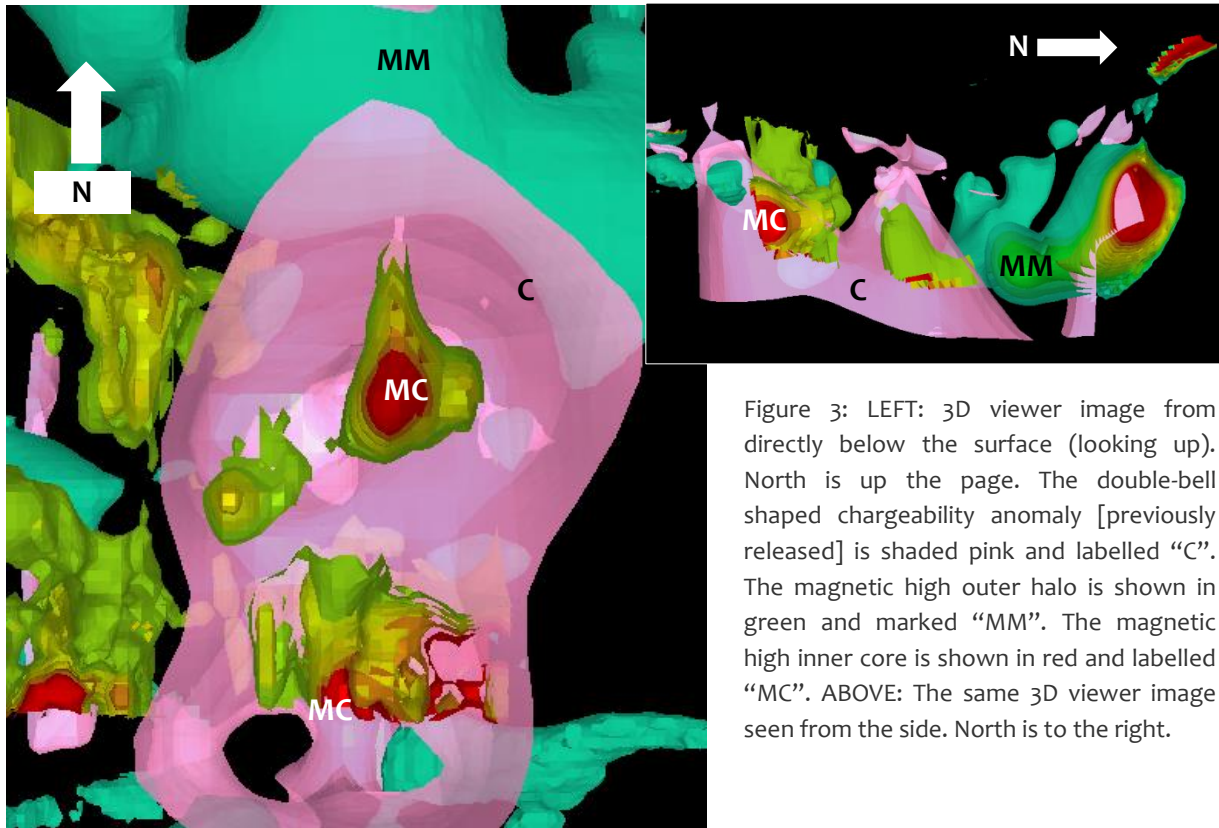 MM
N
C
MC
MC
N
MC
MM
C
Figure 3: LEFT: 3D viewer image from
directly below the surface (looking up).
North is up the page. The double-bell
shaped chargeability anomaly [previously
released] is shaded pink and labelled “C”.
The magnetic high outer halo is shown in
green and marked “MM”. The magnetic
high inner core is shown in red and labelled
“MC”. ABOVE: The same 3D viewer image
seen from the side. North is to the right.